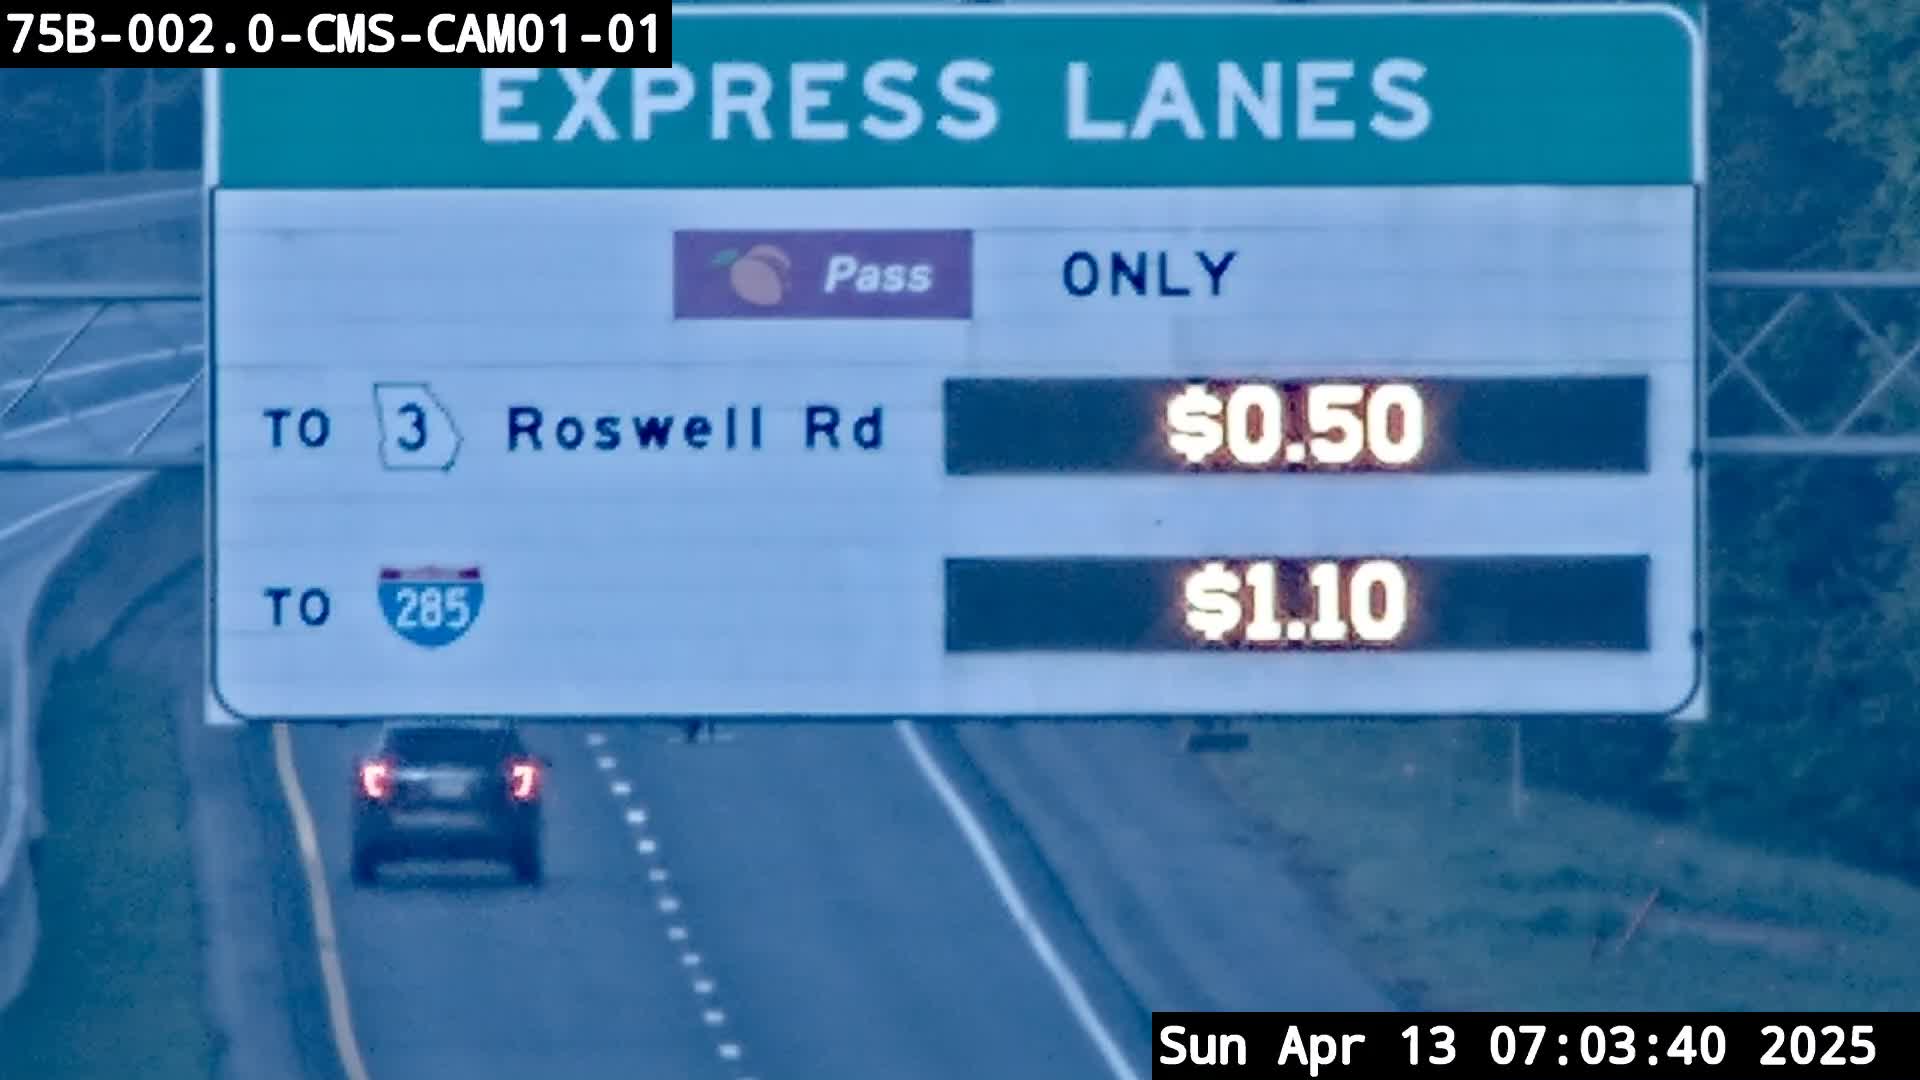 75B-002.0-CMS-CAM01-01
EXPRESS LANES
Pass ONLY
TO 3 Roswell Rd $0.50
TO 285 $1.10
Sun Apr 13 07:03:40 2025